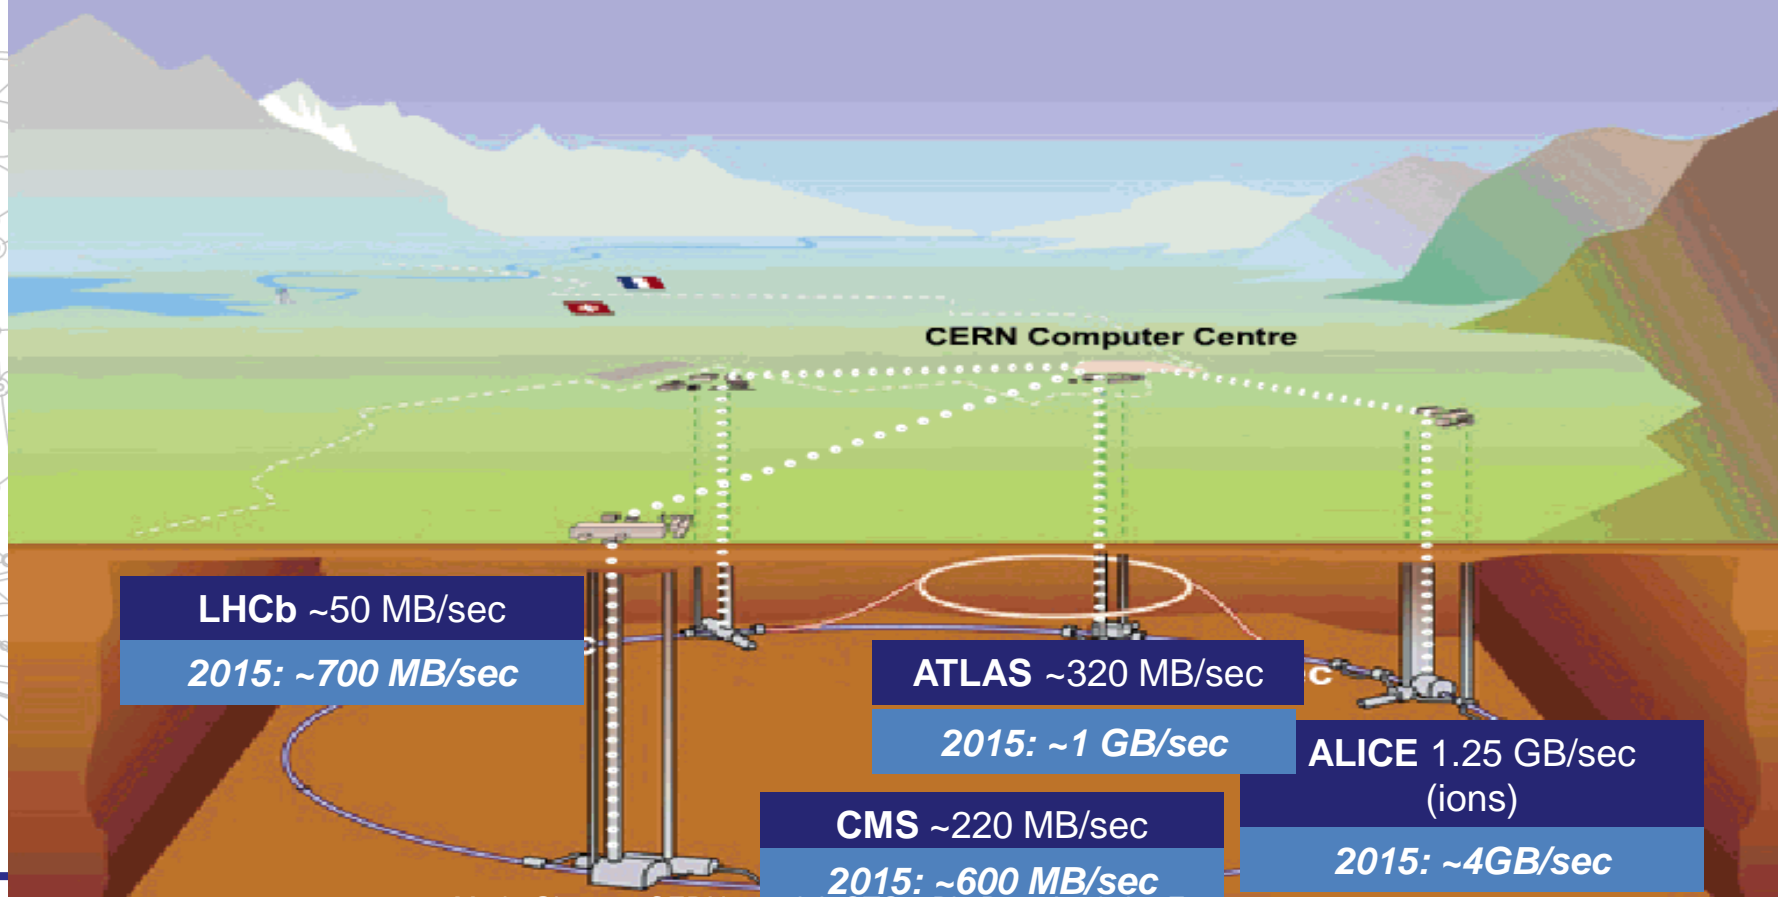 CERN Computer Centre
LHCb ~50 MB/sec
2015: ~700 MB/sec
ATLAS ~320 MB/sec
2015: ~1 GB/sec
ALICE 1.25 GB/sec
(ions)
2015: ~4GB/sec
CMS ~220 MB/sec
2015: ~600 MB/sec